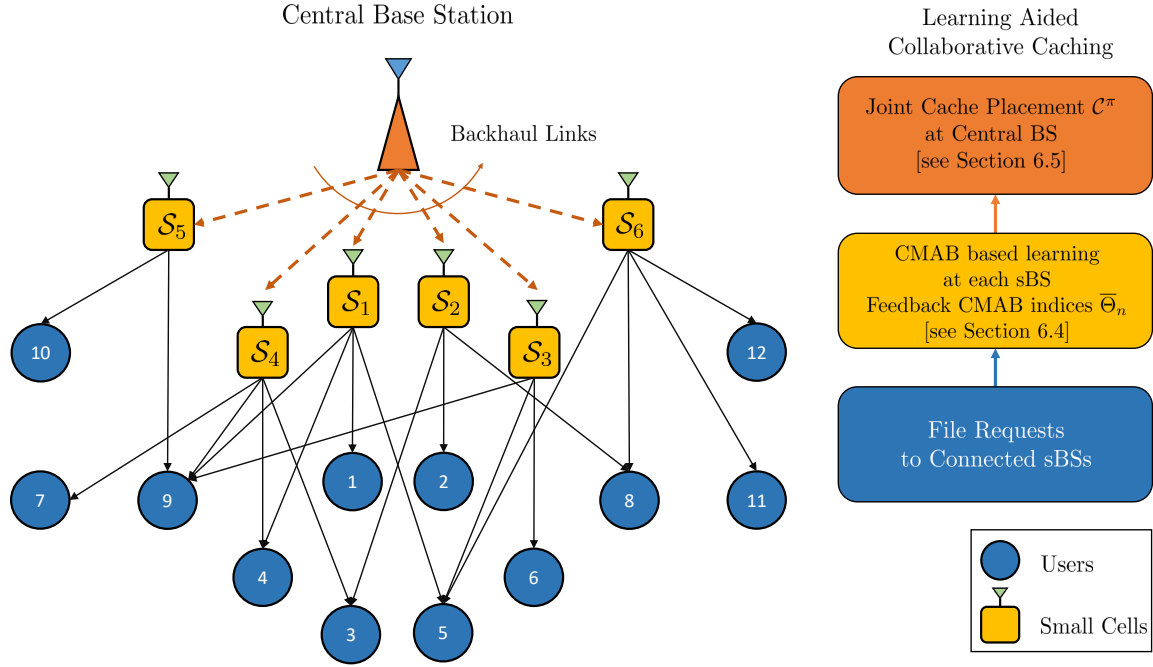 Central Base Station
Backhaul Links
S5
S6
S1
S2
S4
S3
10
12
7
9
1
2
8
11
4
6
3
5
Learning Aided
Collaborative Caching
Joint Cache Placement 𝒞^π
at Central BS
[see Section 6.5]
CMAB based learning
at each sBS
Feedback CMAB indices Θ̅ₙ
[see Section 6.4]
File Requests
to Connected sBSs
Users
Small Cells